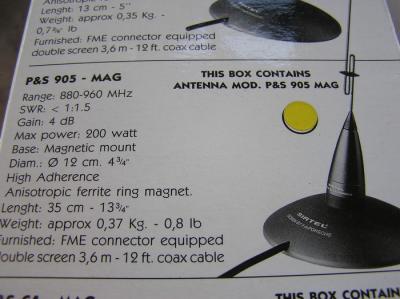 Anisotropic ferrite
Lenght: 13 cm - 5"
Weight: approx 0,35 Kg. -
0,7¾" lb
Furnished: FME connector equipped
double screen 3,6 m - 12 ft. coax cable
P&S 905 - MAG
Range: 880-960 MHz
SWR: < 1:1.5
Gain: 4 dB
Max power: 200 watt
Base: Magnetic mount
Diam.: Ø 12 cm. 4¾"
High Adherence
Anisotropic ferrite ring magnet.
Lenght: 35 cm - 13¾"
Weight: approx 0,37 Kg. - 0,8 lb
Furnished: FME connector equipped
double screen 3,6 m - 12 ft. coax cable
THIS BOX CONTAINS
ANTENNA MOD. P&S 905 MAG
SIRTEL
MAG
THIS BOX CONTAIN